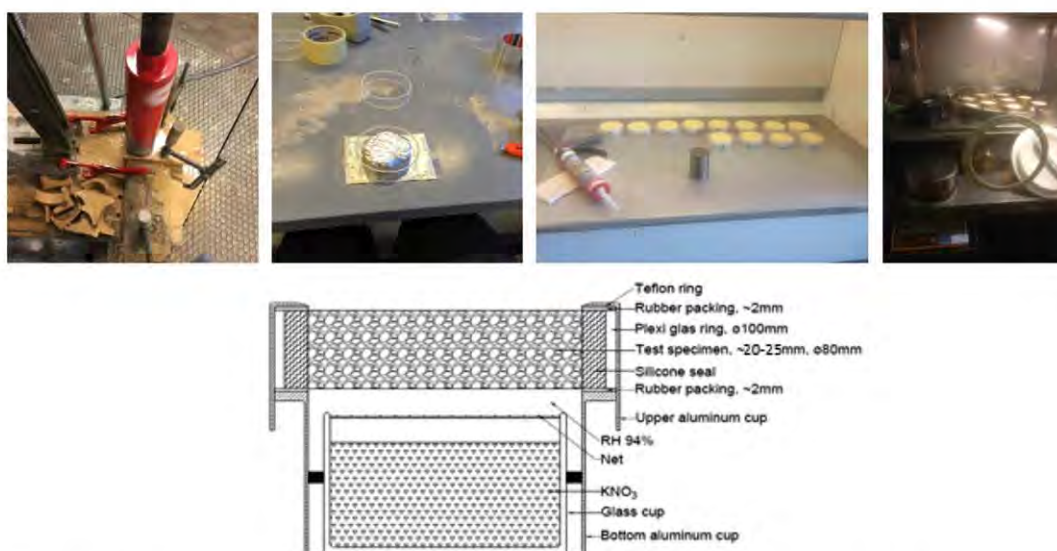 Teflon ring
Rubber packing, ~2mm
Plexi glas ring, ø100mm
Test specimen, ~20-25mm, ø80mm
Silicone seal
Rubber packing, ~2mm
Upper aluminum cup
RH 94%
Net
KNO₃
Glass cup
Bottom aluminum cup